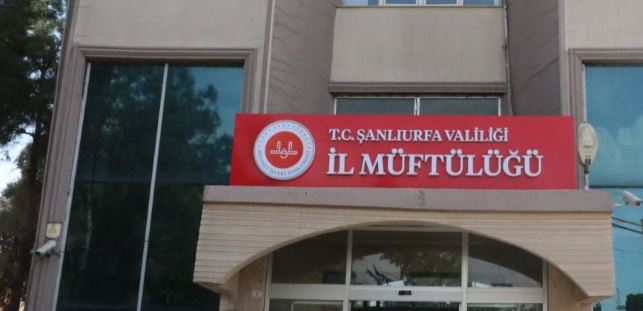 T.C. ŞANLIURFA VALİLİĞİ
İL MÜFTÜLÜĞÜ